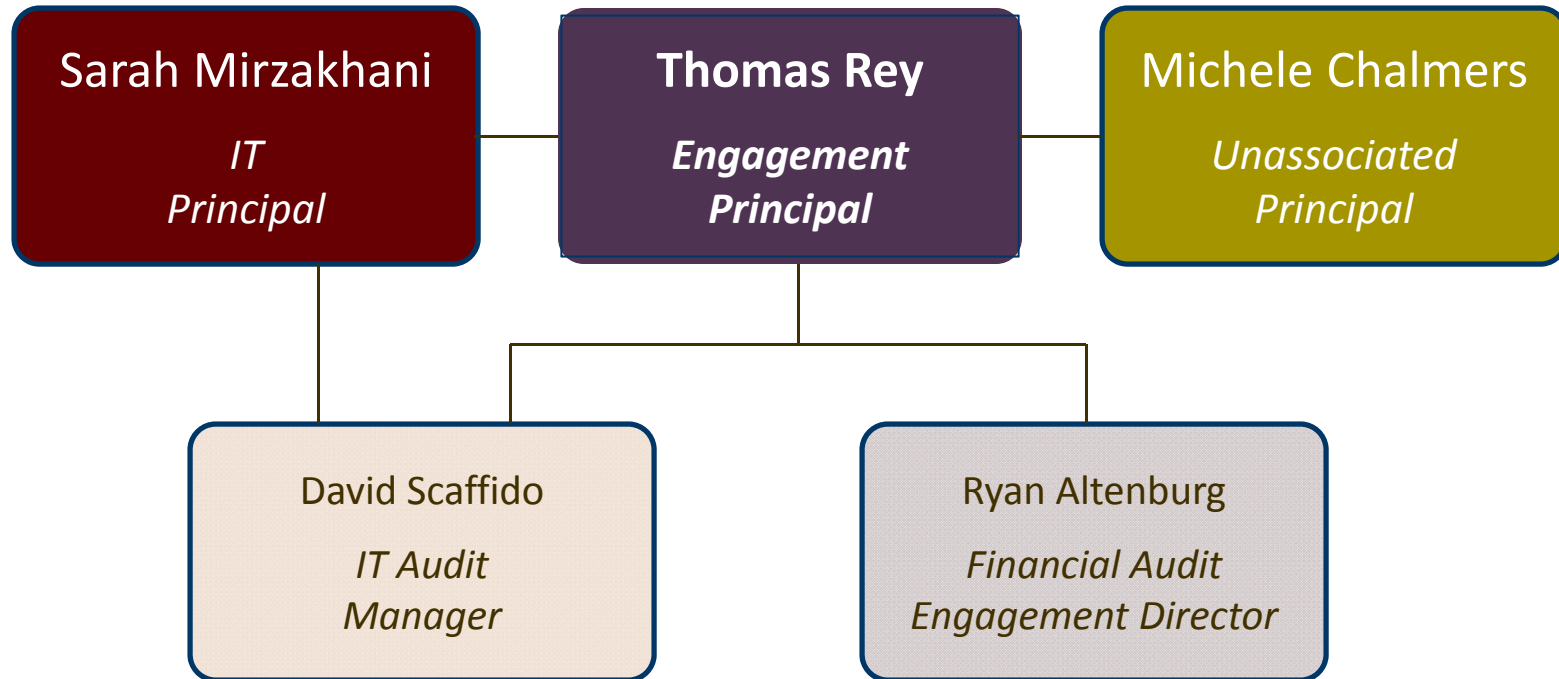 Sarah Mirzakhani
IT
Principal
Thomas Rey
Engagement
Principal
Michele Chalmers
Unassociated
Principal
David Scaffido
IT Audit
Manager
Ryan Altenburg
Financial Audit
Engagement Director